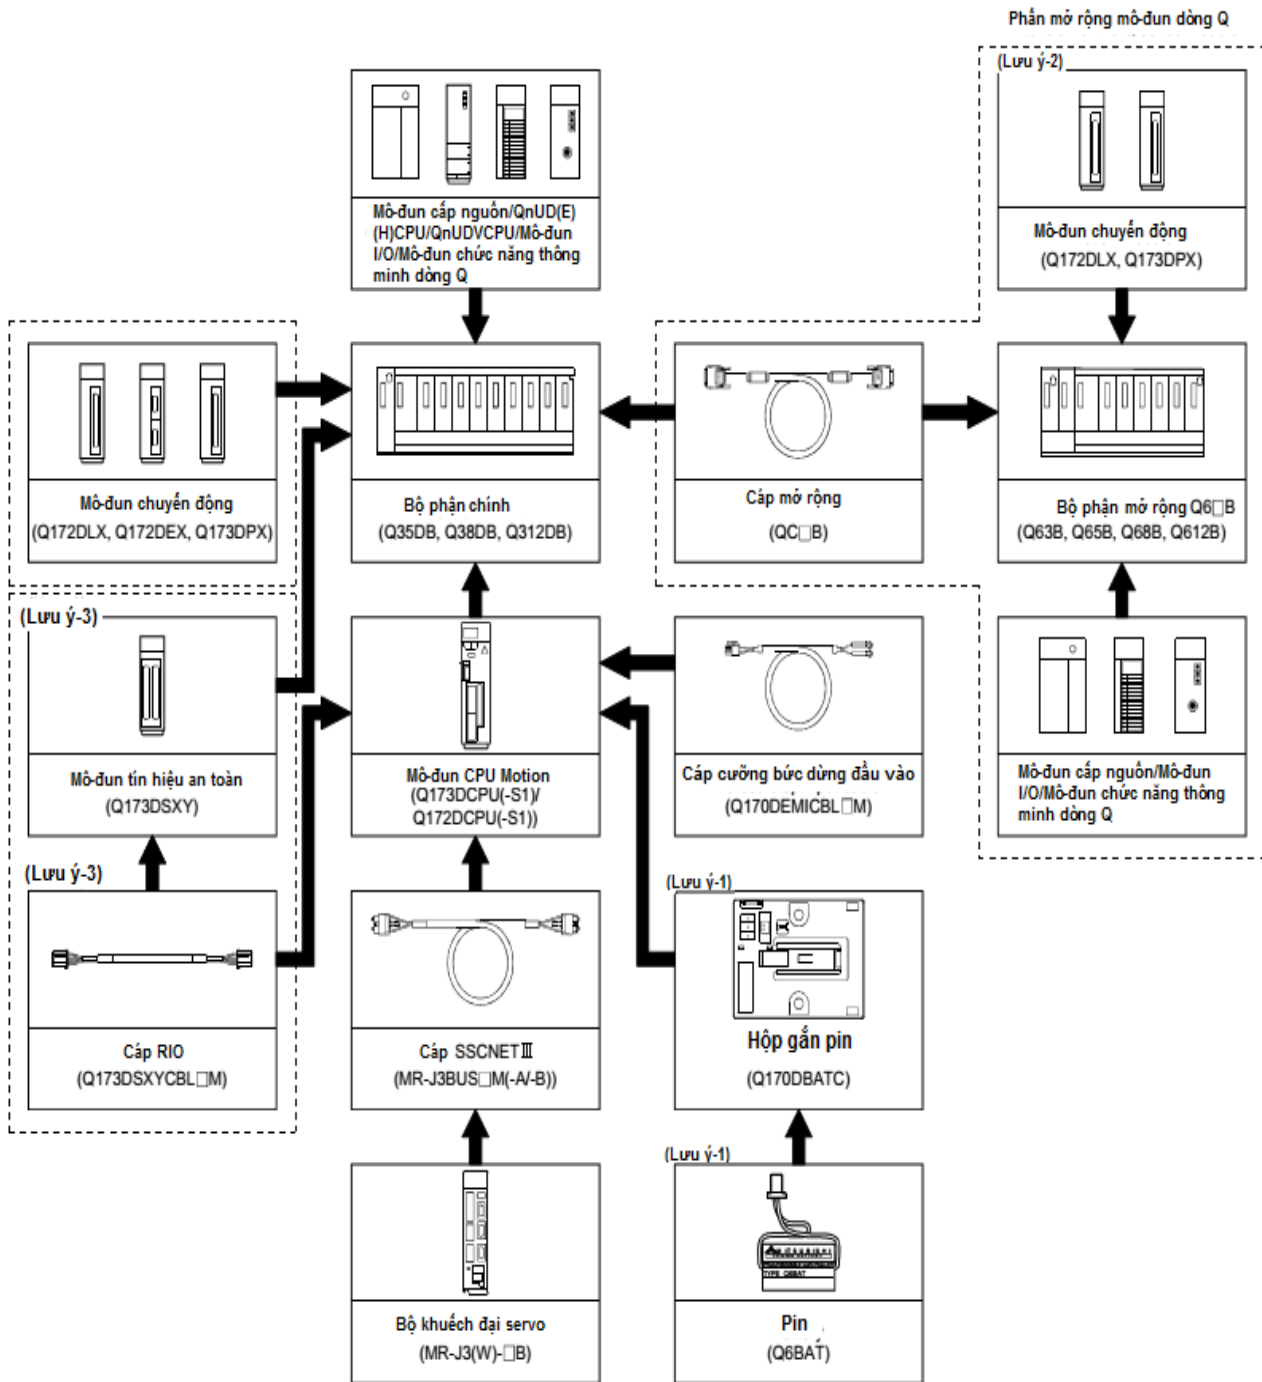 Phần mở rộng mô-đun dòng Q
(Lưu ý-2)
Mô-đun cấp nguồn/QnUD(E)
(H)CPU/QnUDVCPU/Mô-đun
I/O/Mô-đun chức năng thông
minh dòng Q
Mô-đun chuyển động
(Q172DLX, Q173DPX)
Mô-đun chuyển động
(Q172DLX, Q172DEX, Q173DPX)
Bộ phận chính
(Q35DB, Q38DB, Q312DB)
Cáp mở rộng
(QC□B)
Bộ phận mở rộng Q6□B
(Q63B, Q65B, Q68B, Q612B)
(Lưu ý-3)
Mô-đun tín hiệu an toàn
(Q173DSXY)
Mô-đun CPU Motion
(Q173DCPU(-S1)/
Q172DCPU(-S1))
Cáp cưỡng bức dừng đầu vào
(Q170DEMICBL□M)
Mô-đun cấp nguồn/Mô-đun
I/O/Mô-đun chức năng thông
minh dòng Q
(Lưu ý-3)
(Lưu ý-1)
Cáp RIO
(Q173DSXYCBL□M)
Cáp SSCNETⅢ
(MR-J3BUS□M(-A/-B))
Hộp gắn pin
(Q170DBATC)
(Lưu ý-1)
TYPE Q6BAT
Bộ khuếch đại servo
(MR-J3(W)-□B)
Pin
(Q6BAT)